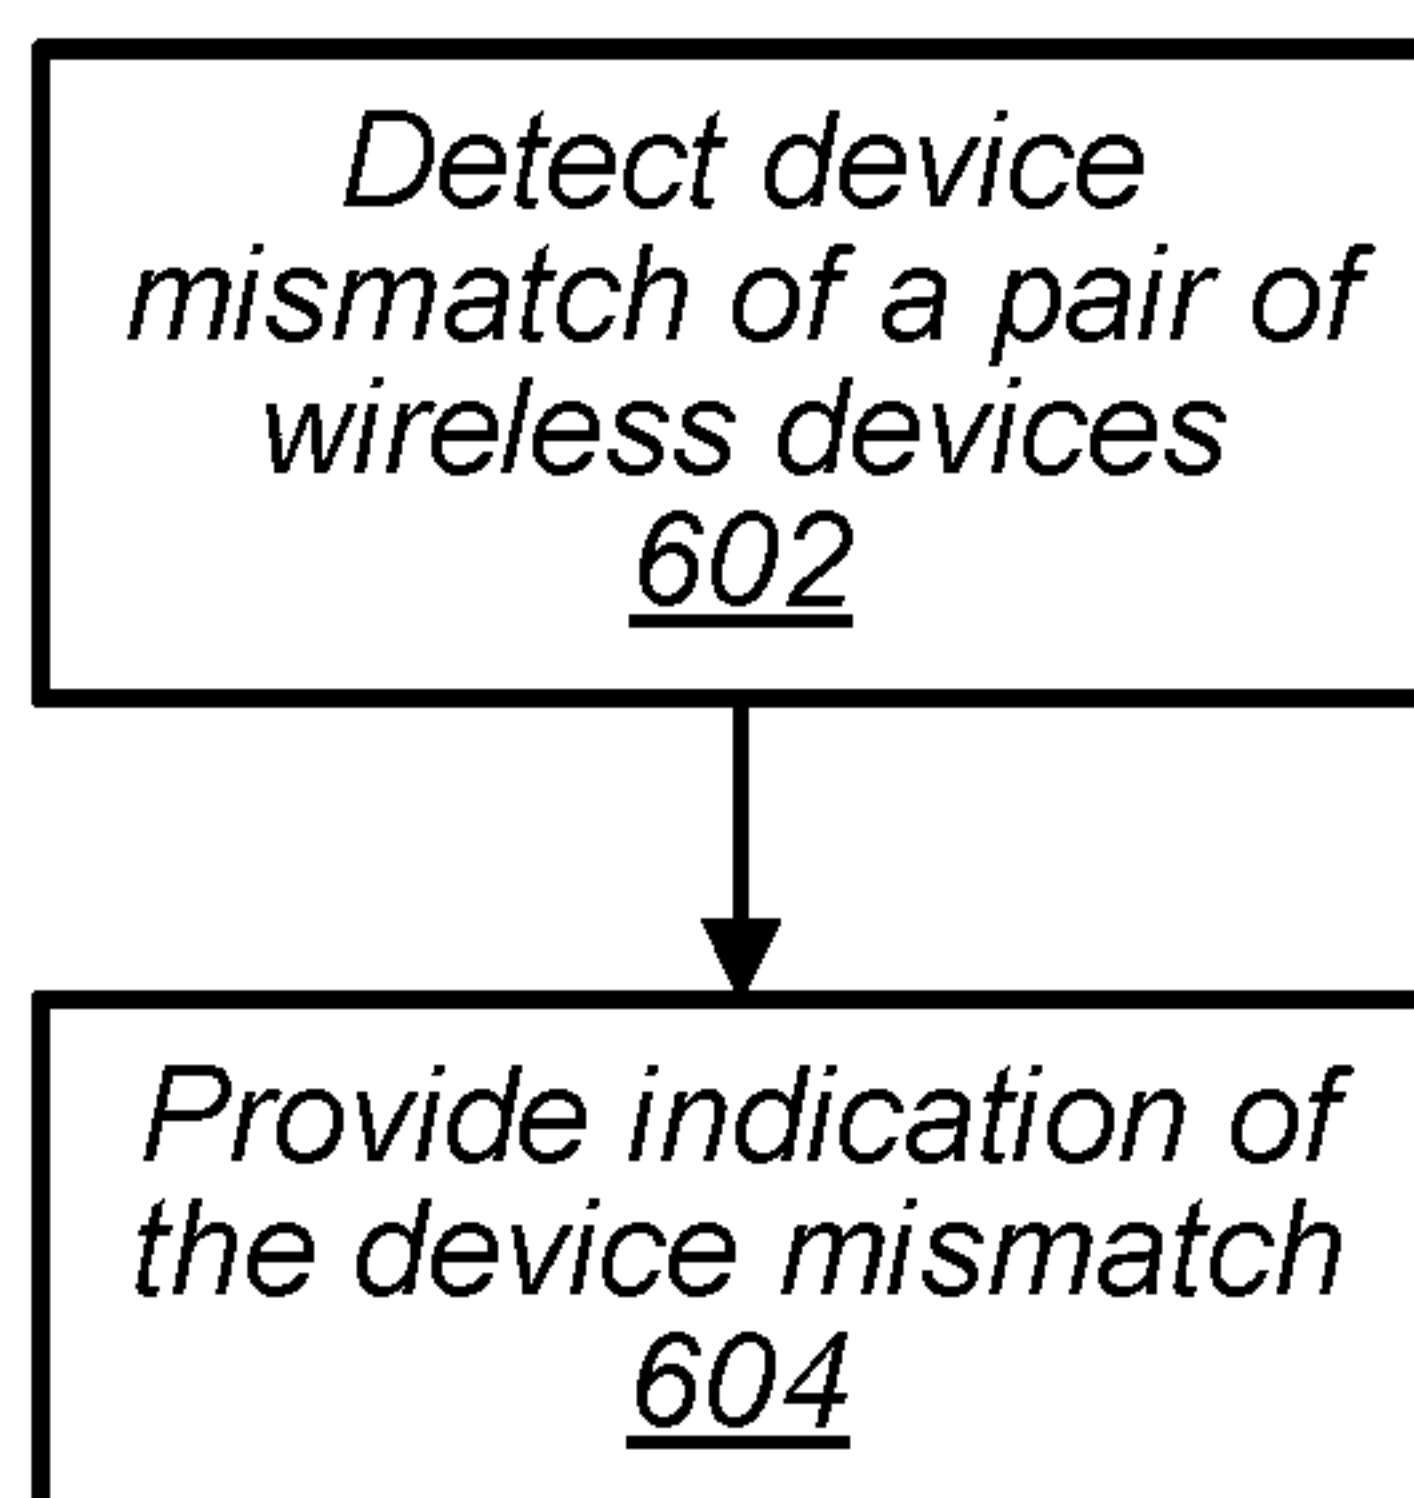 Detect device
mismatch of a pair of
wireless devices
602
Provide indication of
the device mismatch
604